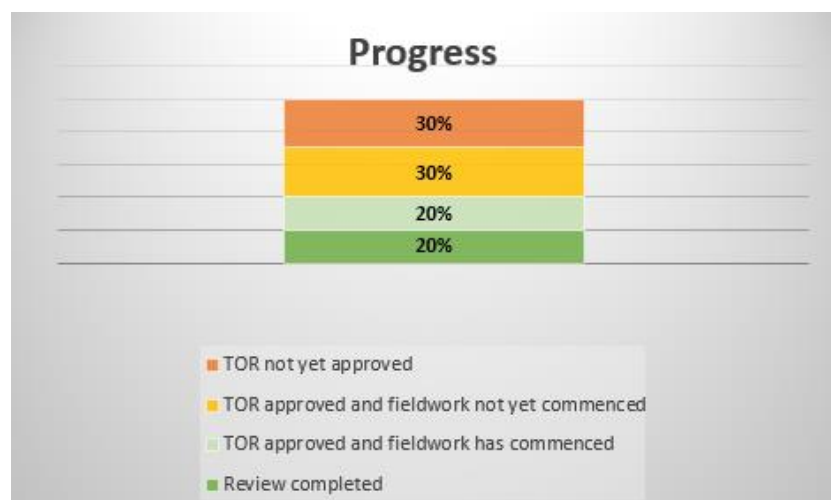 Progress
30%
30%
20%
20%
TOR not yet approved
TOR approved and fieldwork not yet commenced
TOR approved and fieldwork has commenced
Review completed